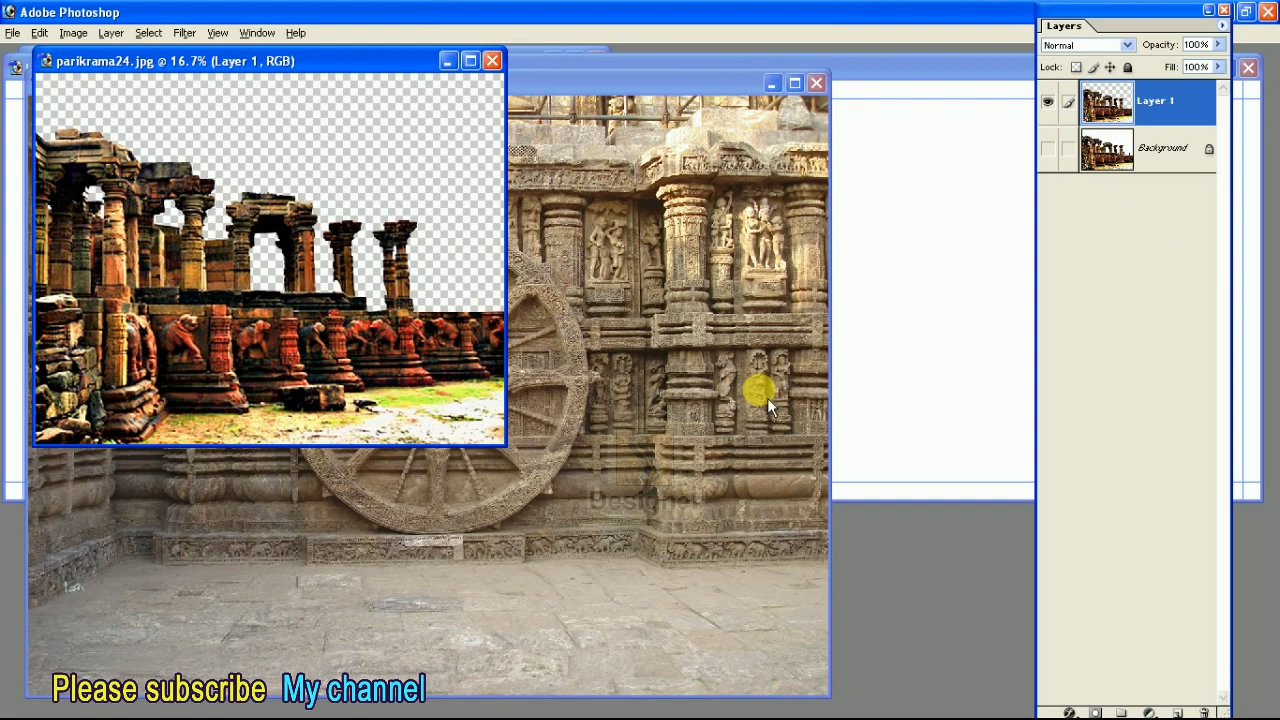 Adobe Photoshop
File Edit Image Layer Select Filter View Window Help
parikrama24.jpg @ 16.7% (Layer 1, RGB)
Layers
Normal Opacity: 100%
Lock: Fill: 100%
Layer 1
Background
Designer
Please subscribe My channel